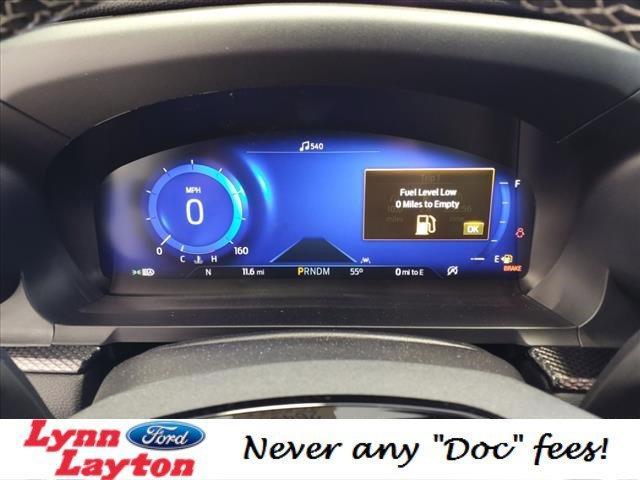 540
Fuel Level Low
0 Miles to Empty
OK
MPH
0
0
160
C
H
F
E
BRAKE
N
11.6 mi
PRNDM
55°
0 mi to E
Lynn
Layton
Ford
Never any "Doc" fees!